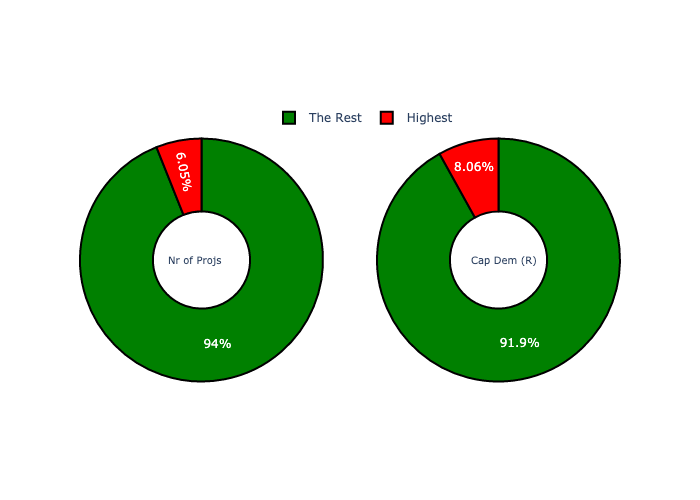 The Rest
Highest
6.05%
Nr of Projs
94%
8.06%
Cap Dem (R)
91.9%